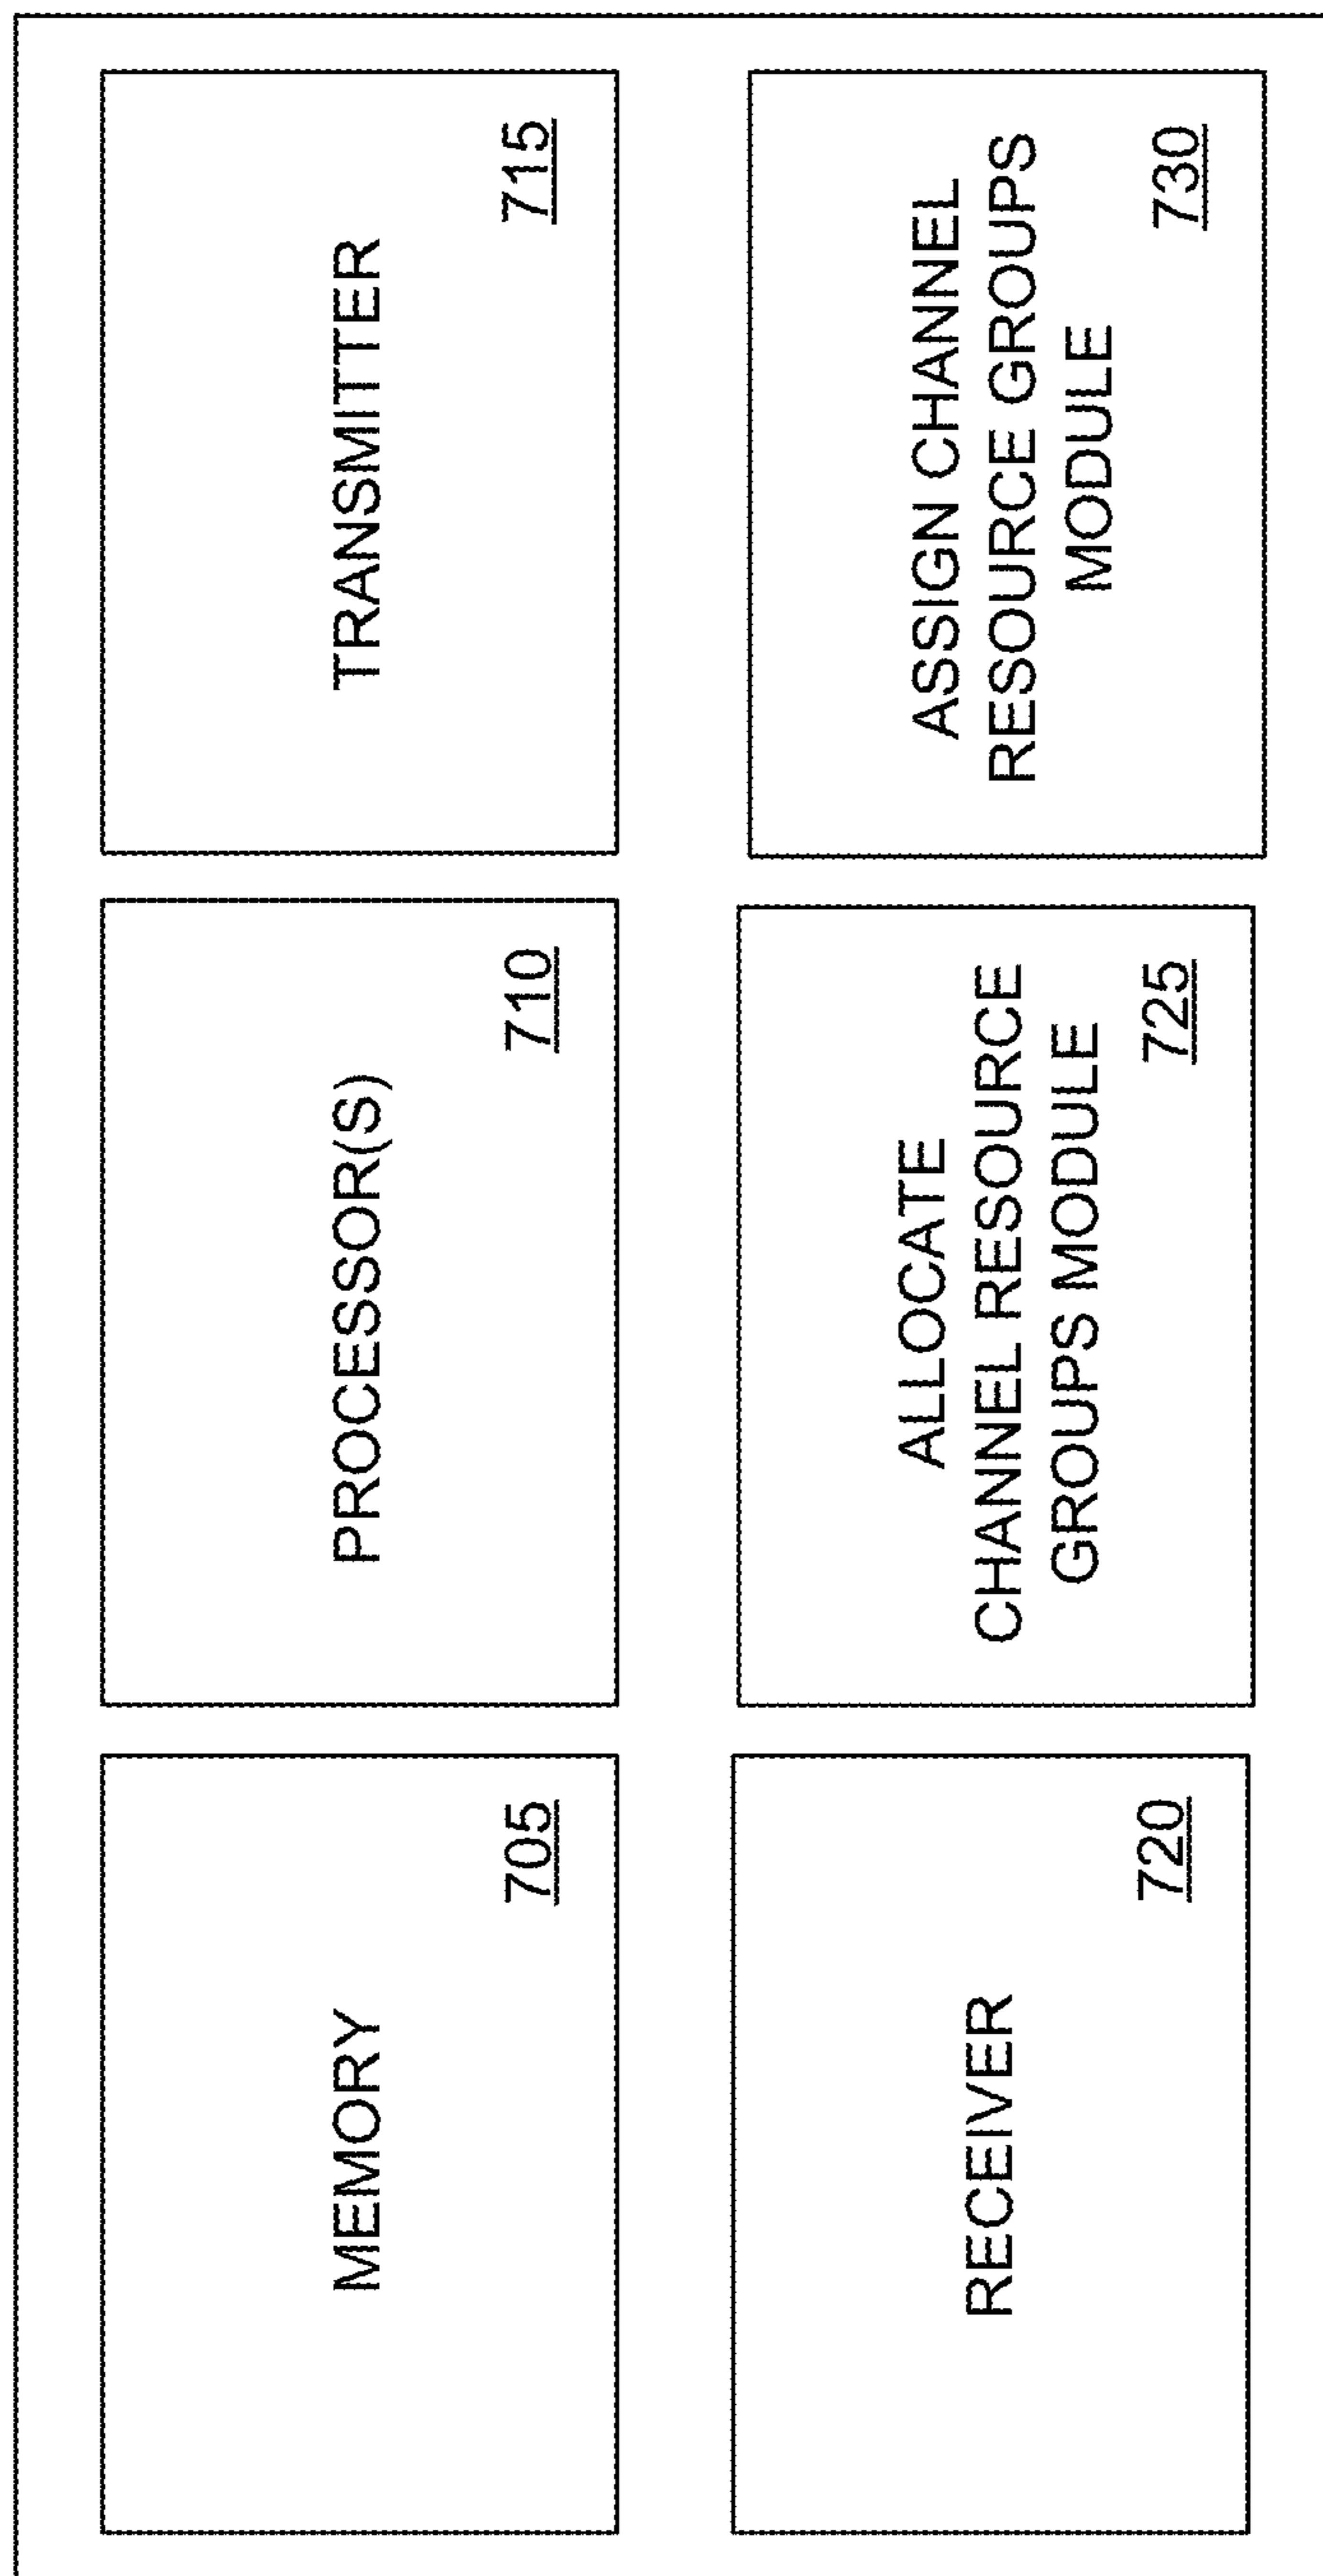 MEMORY
705
PROCESSOR(S)
710
TRANSMITTER
715
RECEIVER
720
ALLOCATE
CHANNEL RESOURCE
GROUPS MODULE
725
ASSIGN CHANNEL
RESOURCE GROUPS
MODULE
730